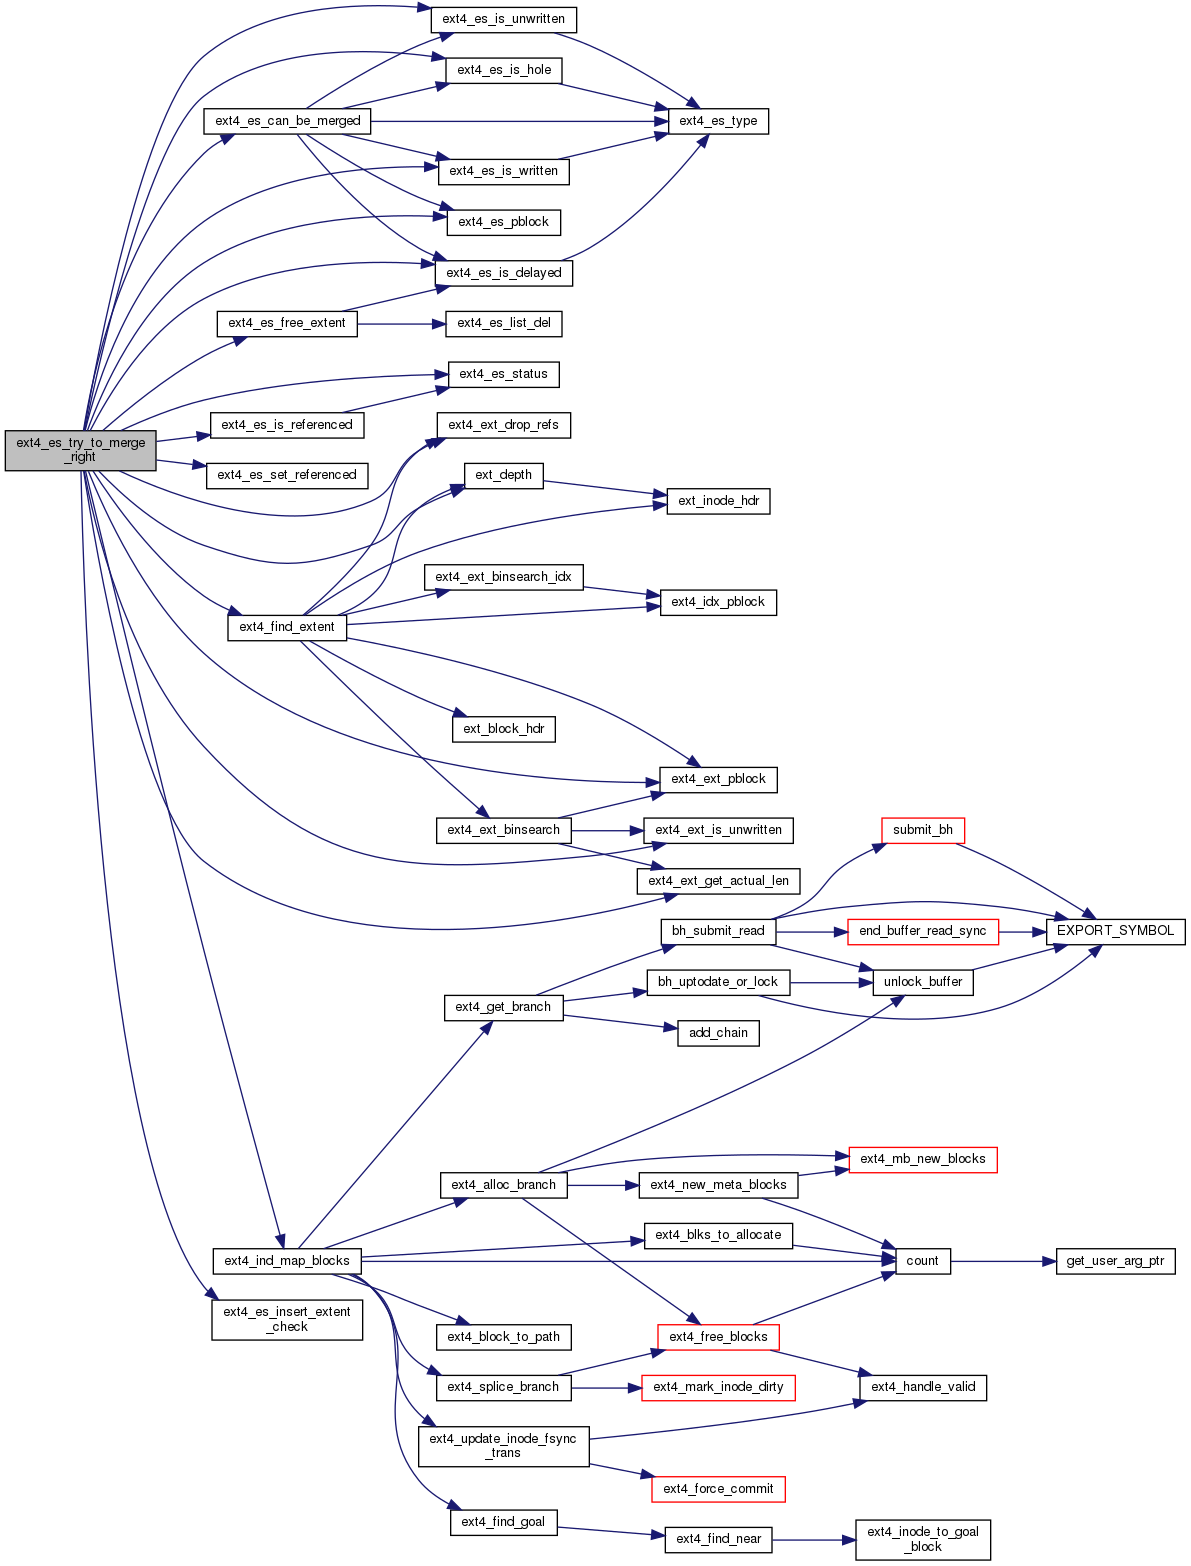 ext4_es_is_unwritten
ext4_es_is_hole
ext4_es_can_be_merged
ext4_es_type
ext4_es_is_written
ext4_es_pblock
ext4_es_is_delayed
ext4_es_free_extent
ext4_es_list_del
ext4_es_status
ext4_es_is_referenced
ext4_ext_drop_refs
ext4_es_try_to_merge
_right
ext4_es_set_referenced
ext_depth
ext_inode_hdr
ext4_ext_binsearch_idx
ext4_idx_pblock
ext4_find_extent
ext_block_hdr
ext4_ext_pblock
ext4_ext_binsearch
ext4_ext_is_unwritten
submit_bh
ext4_ext_get_actual_len
bh_submit_read
end_buffer_read_sync
EXPORT_SYMBOL
bh_uptodate_or_lock
unlock_buffer
ext4_get_branch
add_chain
ext4_mb_new_blocks
ext4_alloc_branch
ext4_new_meta_blocks
ext4_blks_to_allocate
ext4_ind_map_blocks
count
get_user_arg_ptr
ext4_es_insert_extent
_check
ext4_block_to_path
ext4_free_blocks
ext4_splice_branch
ext4_mark_inode_dirty
ext4_handle_valid
ext4_update_inode_fsync
_trans
ext4_force_commit
ext4_find_goal
ext4_find_near
ext4_inode_to_goal
_block